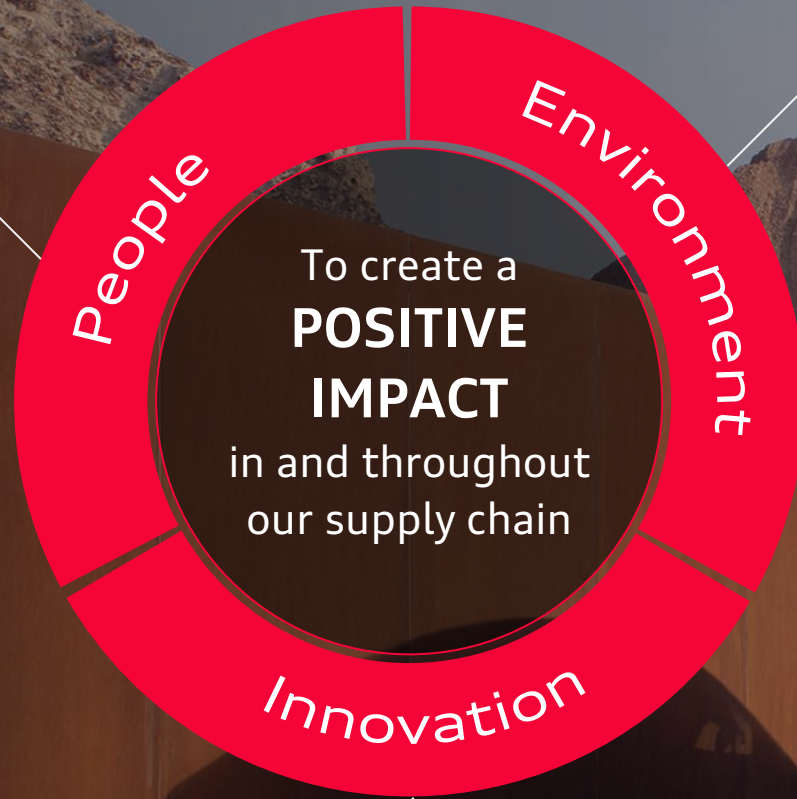 People
Environment
To create a
POSITIVE
IMPACT
in and throughout
our supply chain
Innovation